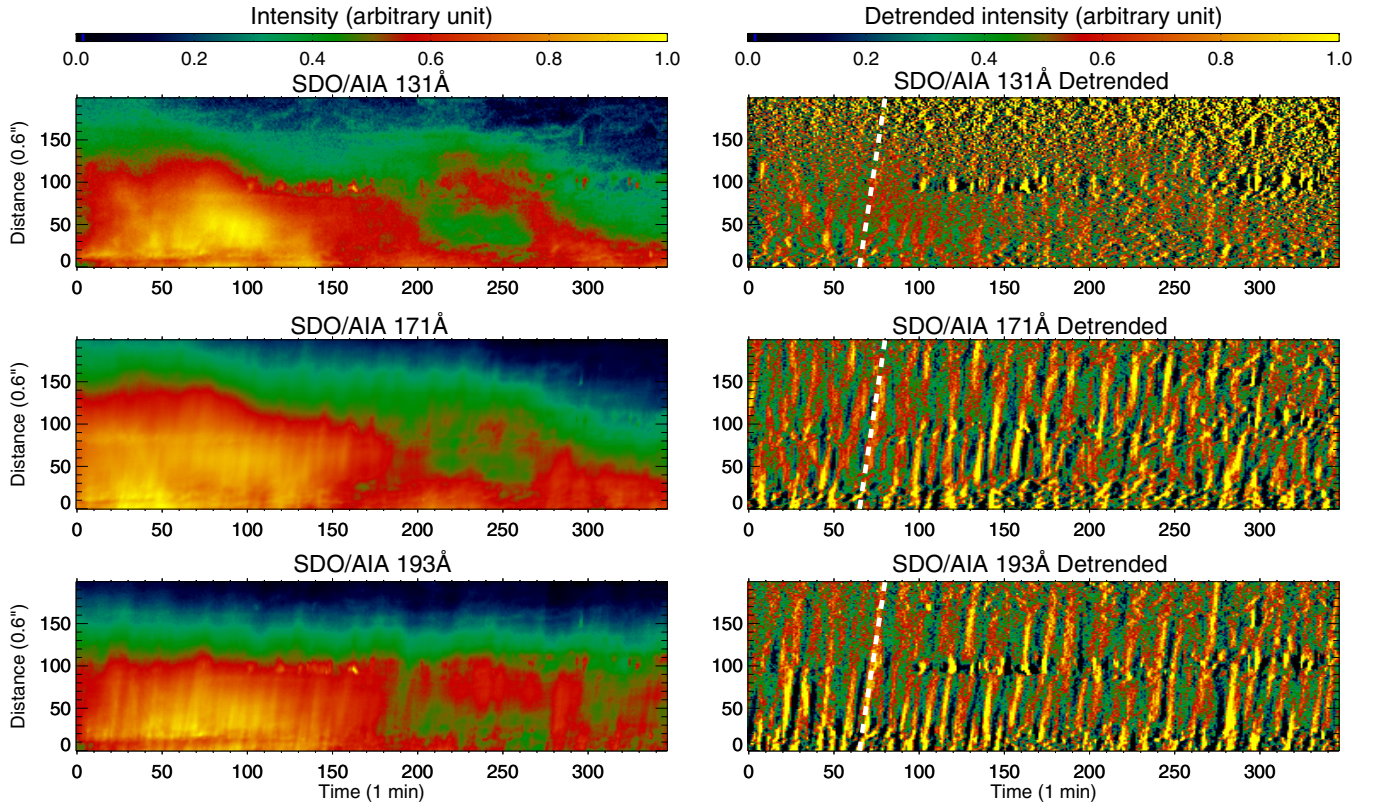 Intensity (arbitrary unit)
Detrended intensity (arbitrary unit)
0.0 0.2 0.4 0.6 0.8 1.0
0.0 0.2 0.4 0.6 0.8 1.0
SDO/AIA 131Å
SDO/AIA 131Å Detrended
Distance (0.6")
150
100
50
0
0 50 100 150 200 250 300
150
100
50
0
0 50 100 150 200 250 300
SDO/AIA 171Å
SDO/AIA 171Å Detrended
Distance (0.6")
150
100
50
0
0 50 100 150 200 250 300
150
100
50
0
0 50 100 150 200 250 300
SDO/AIA 193Å
SDO/AIA 193Å Detrended
Distance (0.6")
150
100
50
0
0 50 100 150 200 250 300
Time (1 min)
150
100
50
0
0 50 100 150 200 250 300
Time (1 min)